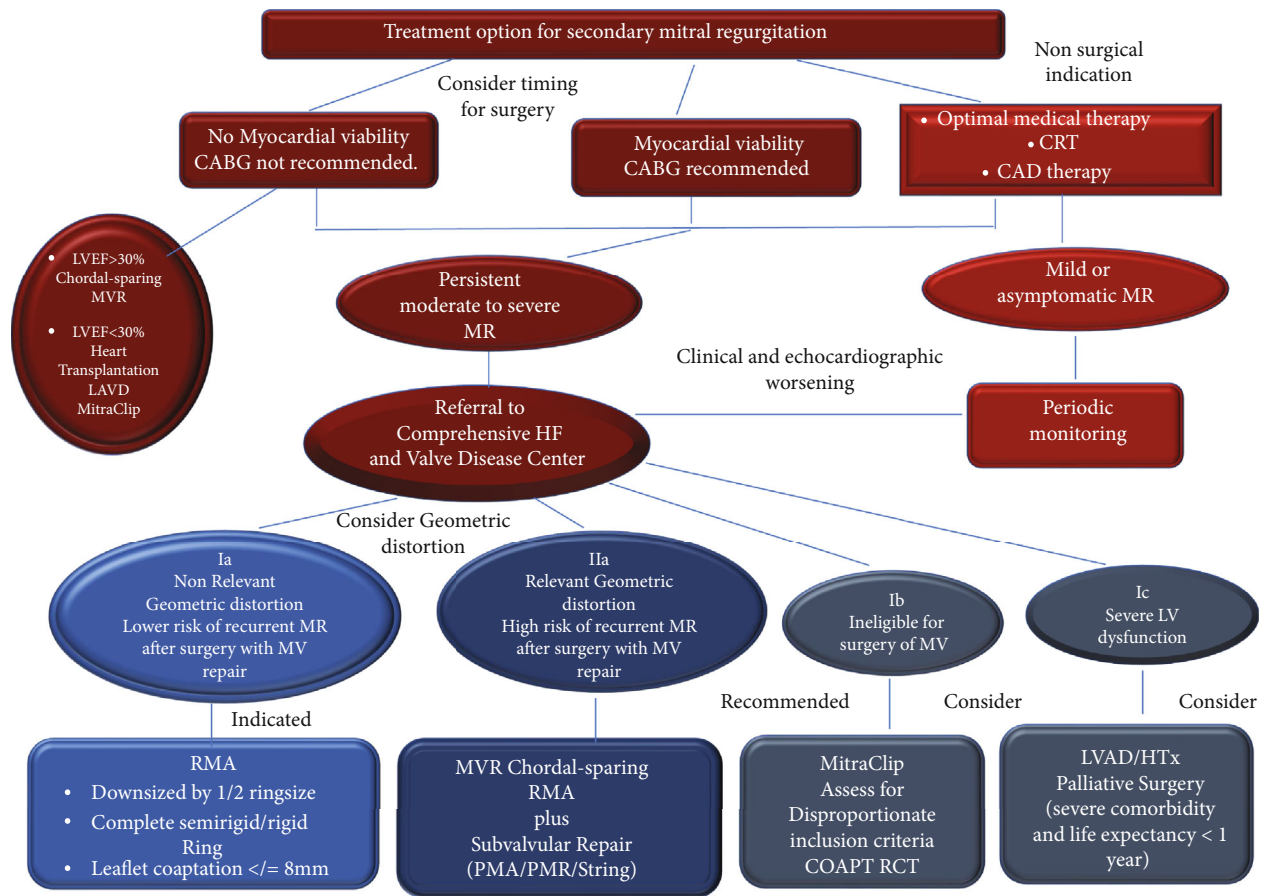 Treatment option for secondary mitral regurgitation
Consider timing
for surgery
Non surgical
indication
No Myocardial viability
CABG not recommended.
Myocardial viability
CABG recommended
• Optimal medical therapy
• CRT
• CAD therapy
• LVEF>30%
Chordal-sparing
MVR
• LVEF<30%
Heart
Transplantation
LAVD
MitraClip
Persistent
moderate to severe
MR
Mild or
asymptomatic MR
Clinical and echocardiographic
worsening
Referral to
Comprehensive HF
and Valve Disease Center
Periodic
monitoring
Consider Geometric
distortion
Ia
Non Relevant
Geometric distortion
Lower risk of recurrent MR
after surgery with MV
repair
IIa
Relevant Geometric
distortion
High risk of recurrent MR
after surgery with MV
repair
Ib
Ineligible for
surgery of MV
Ic
Severe LV
dysfunction
Indicated
Recommended
Consider
Consider
RMA
• Downsized by 1/2 ringsize
• Complete semirigid/rigid
Ring
• Leaflet coaptation </= 8mm
MVR Chordal-sparing
RMA
plus
Subvalvular Repair
(PMA/PMR/String)
MitraClip
Assess for
Disproportionate
inclusion criteria
COAPT RCT
LVAD/HTx
Palliative Surgery
(severe comorbidity
and life expectancy < 1
year)